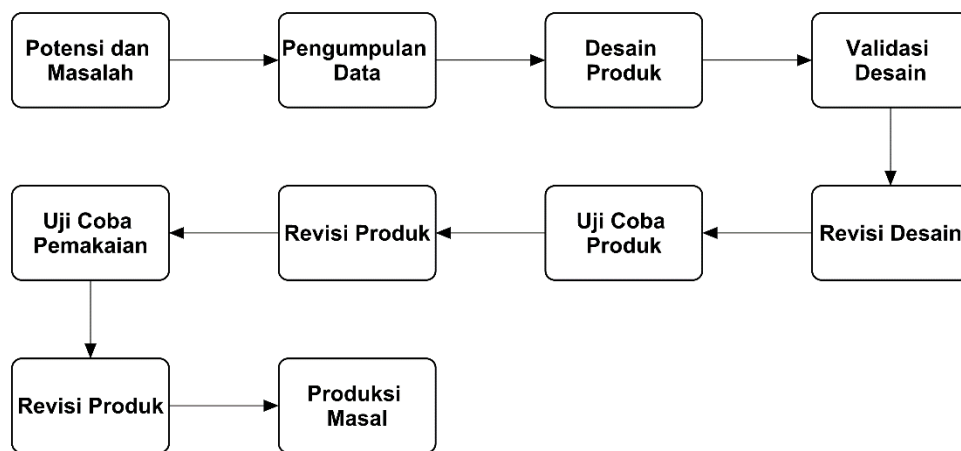 Potensi dan
Masalah
Pengumpulan
Data
Desain
Produk
Validasi
Desain
Revisi Desain
Uji Coba
Produk
Revisi Produk
Uji Coba
Pemakaian
Revisi Produk
Produksi
Masal